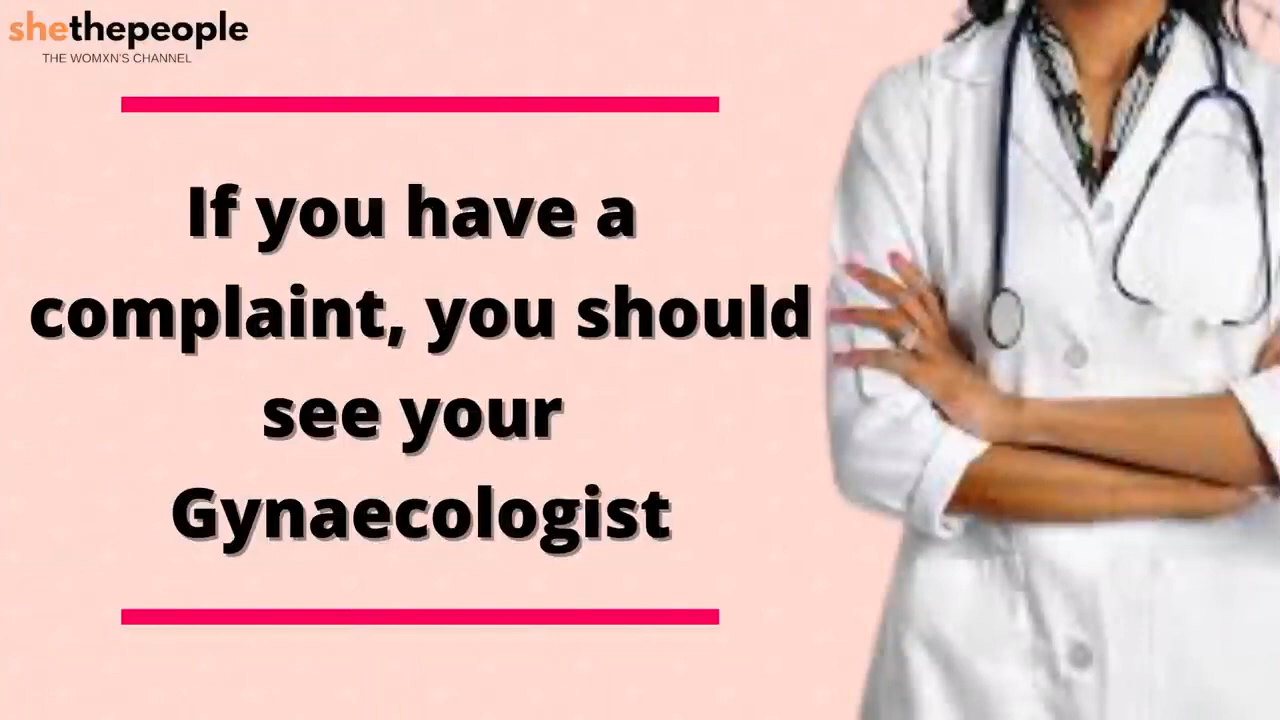 shethepeople
THE WOMXN'S CHANNEL
If you have a
complaint, you should
see your
Gynaecologist